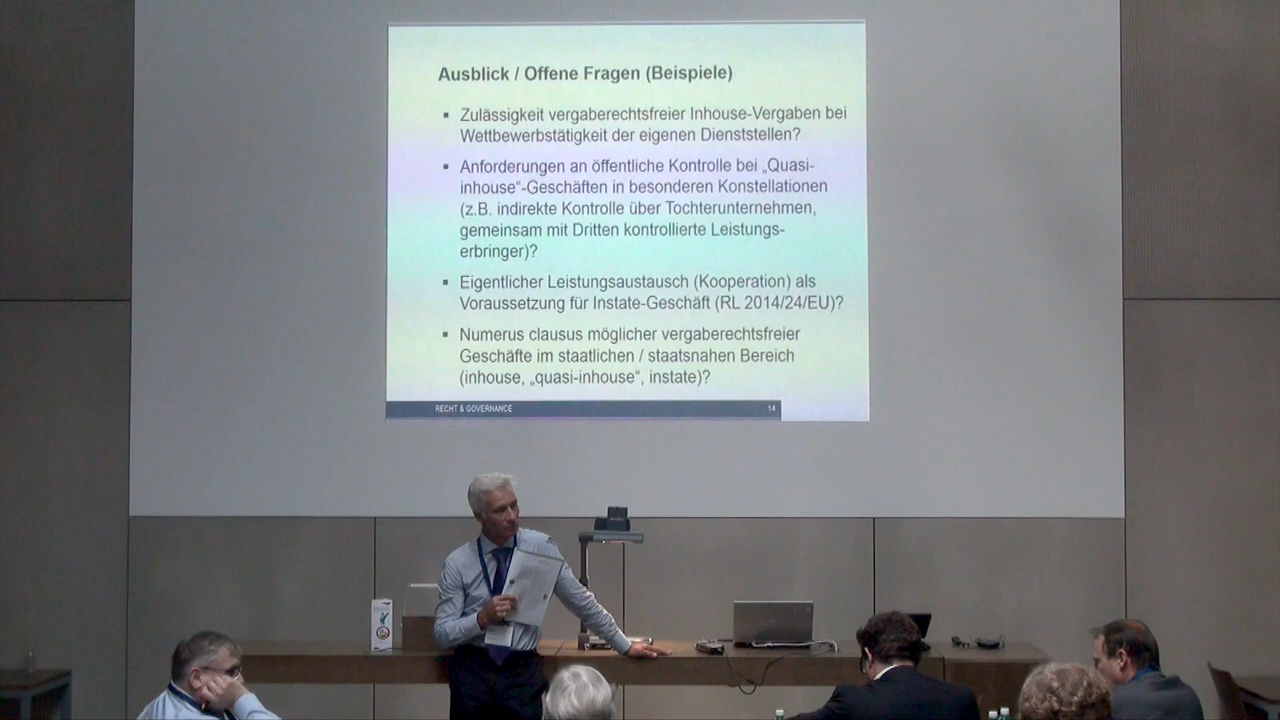 Ausblick / Offene Fragen (Beispiele)
▪ Zulässigkeit vergaberechtsfreier Inhouse-Vergaben bei
Wettbewerbstätigkeit der eigenen Dienststellen?
▪ Anforderungen an öffentliche Kontrolle bei „Quasi-
inhouse“-Geschäften in besonderen Konstellationen
(z.B. indirekte Kontrolle über Tochterunternehmen,
gemeinsam mit Dritten kontrollierte Leistungs-
erbringer)?
▪ Eigentlicher Leistungsaustausch (Kooperation) als
Voraussetzung für Instate-Geschäft (RL 2014/24/EU)?
▪ Numerus clausus möglicher vergaberechtsfreier
Geschäfte im staatlichen / staatsnahen Bereich
(inhouse, „quasi-inhouse“, instate)?
RECHT & GOVERNANCE 14